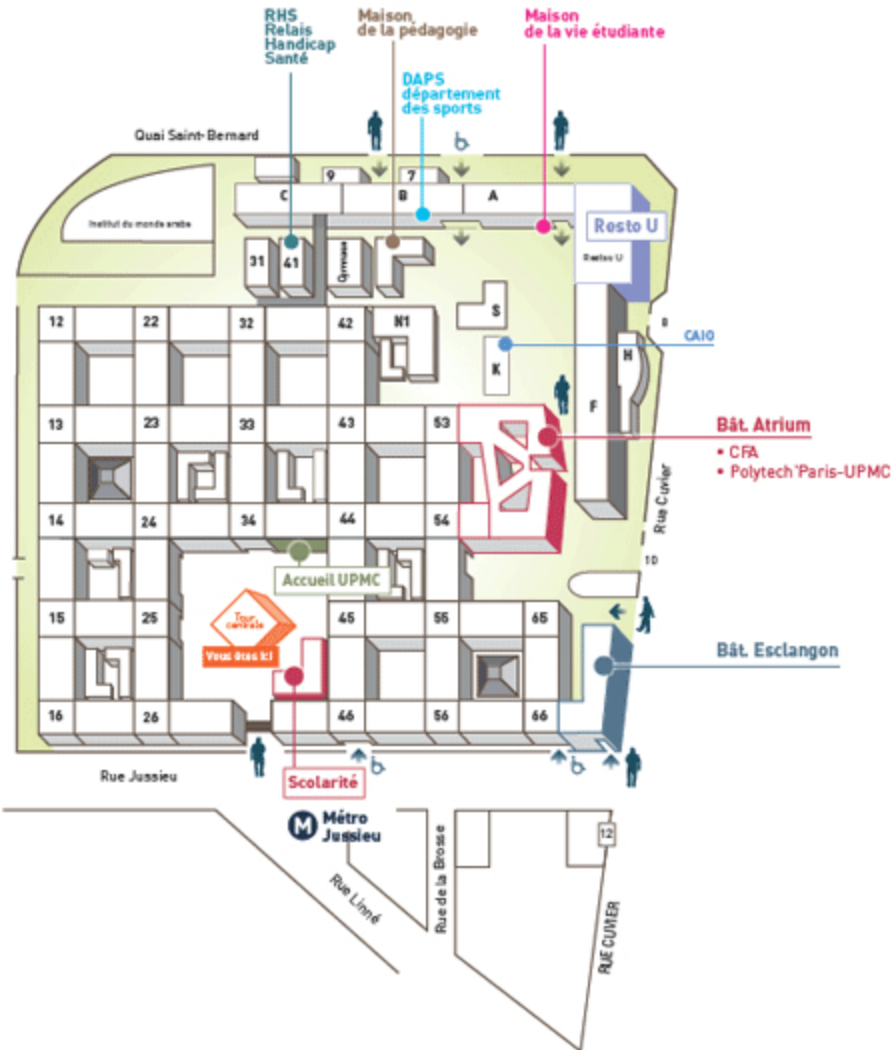 RHS
Relais
Handicap
Santé
Maison
de la pédagogie
Maison
de la vie étudiante
DAPS
département
des sports
Quai Saint-Bernard
9
7
C
B
A
Institut du monde arabe
Resto U
Restos U
31
41
Gymnase
S
12
22
32
42
N1
8
CAIO
K
H
F
13
23
33
43
53
Bât. Atrium
• CFA
• Polytech'Paris-UPMC
Rue Cuvier
14
24
34
44
54
10
Accueil UPMC
15
25
Tour
centrale
45
55
65
Vous êtes ici
Bât. Esclangon
16
26
46
56
66
Rue Jussieu
Scolarité
M
Métro
Jussieu
12
Rue Linné
Rue de la Brosse
RUE CUVIER